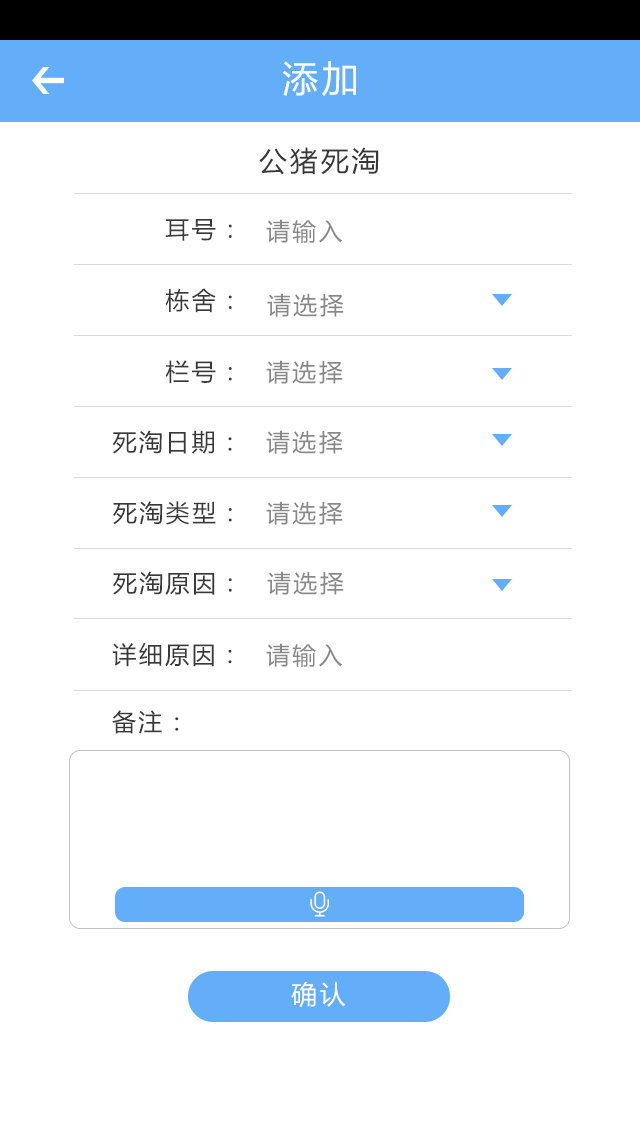 添加
公猪死淘
耳号： 请输入
栋舍： 请选择
栏号： 请选择
死淘日期： 请选择
死淘类型： 请选择
死淘原因： 请选择
详细原因： 请输入
备注：
确认